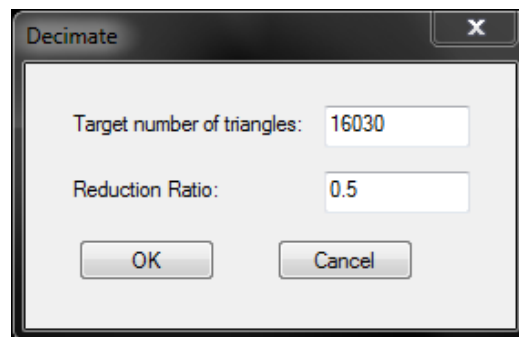 Decimate
x
Target number of triangles: 16030
Reduction Ratio: 0.5
OK Cancel